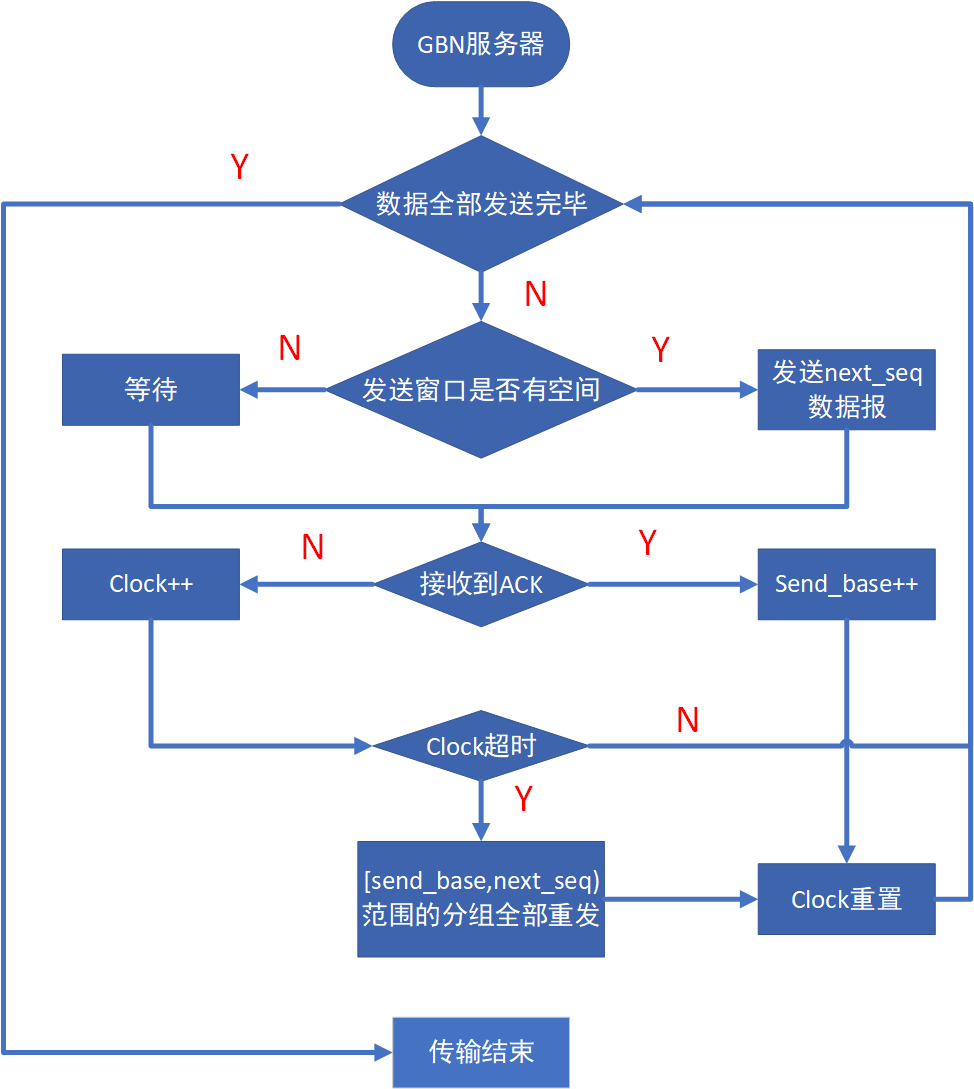 GBN服务器
Y
数据全部发送完毕
N
N
Y
等待
发送窗口是否有空间
发送next_seq
数据报
N
Y
Clock++
接收到ACK
Send_base++
Clock超时
N
Y
[send_base,next_seq)
范围的分组全部重发
Clock重置
传输结束